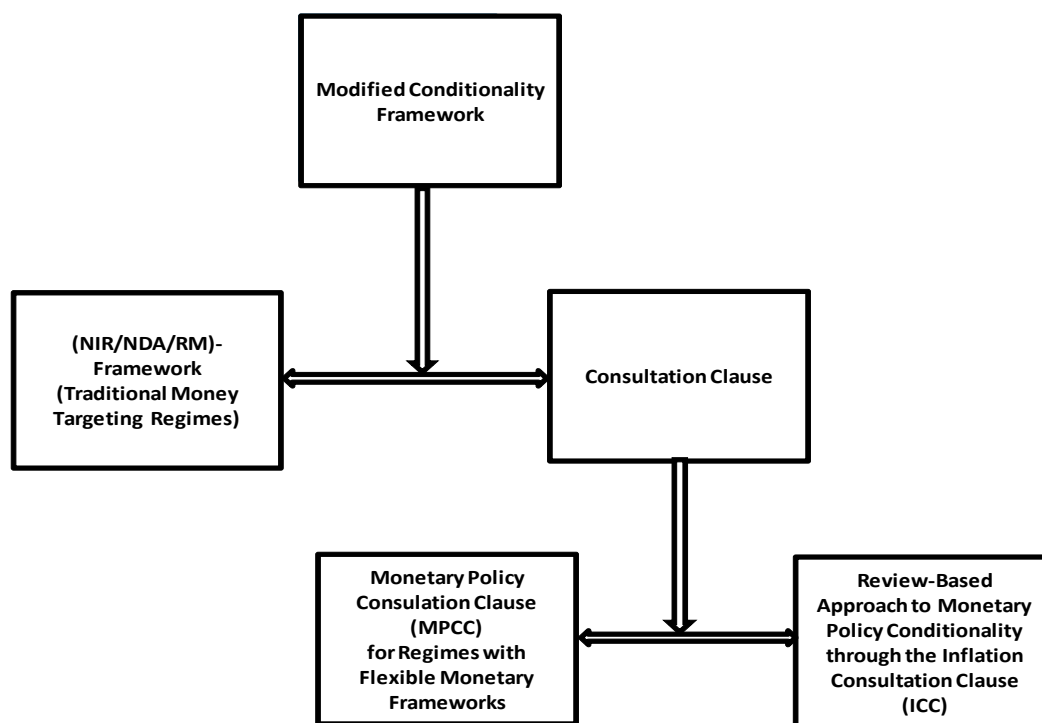 Modified Conditionality
Framework
(NIR/NDA/RM)-
Framework
(Traditional Money
Targeting Regimes)
Consultation Clause
Monetary Policy
Consulation Clause
(MPCC)
for Regimes with
Flexible Monetary
Frameworks
Review-Based
Approach to Monetary
Policy Conditionality
through the Inflation
Consultation Clause
(ICC)